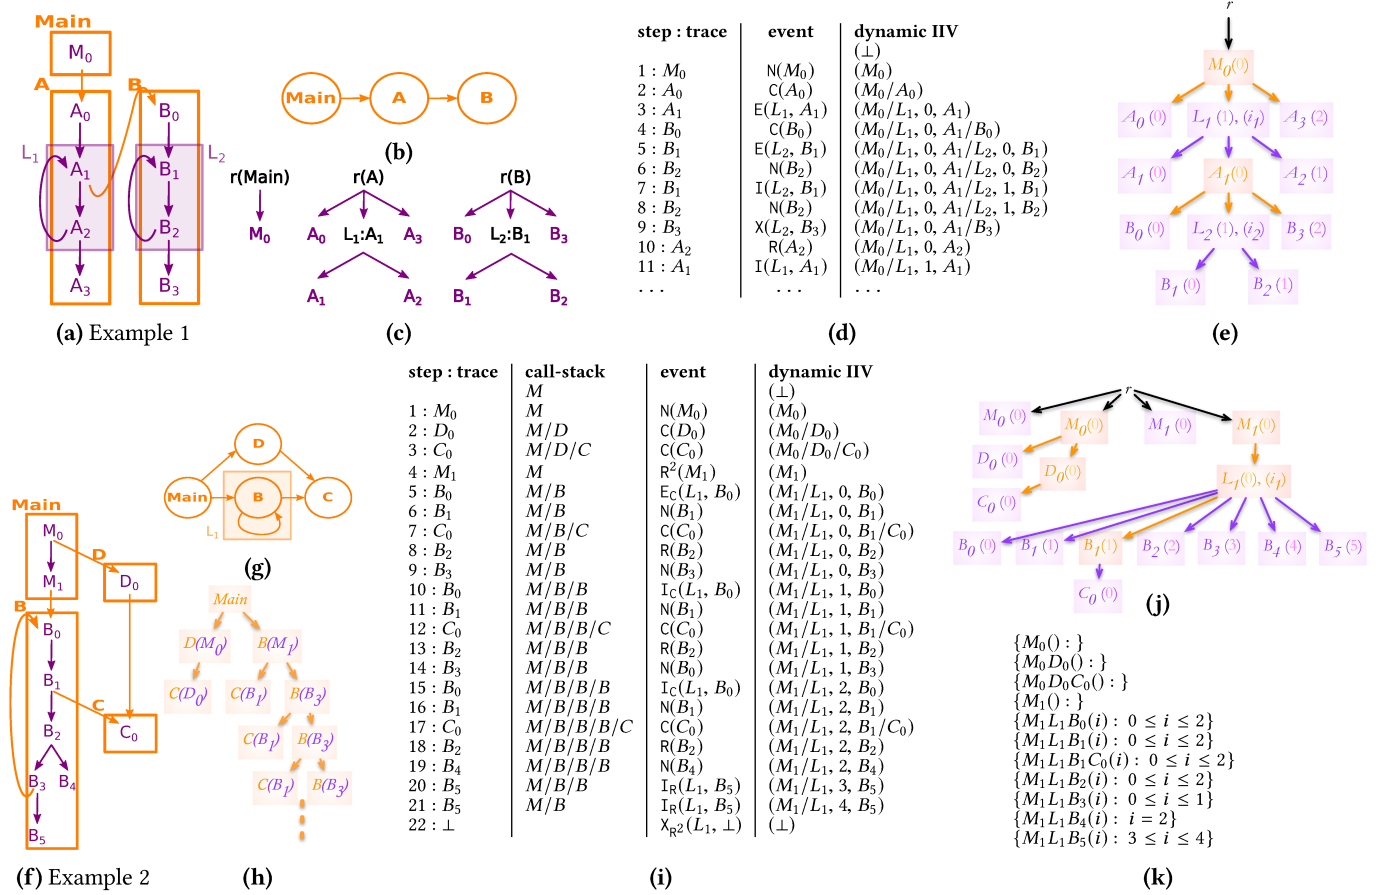 Main
M₀
A
B
A₀
B₀
L₁
L₂
A₁
B₁
A₂
B₂
A₃
B₃
(a) Example 1
Main
A
B
(b)
r(Main)
r(A)
r(B)
M₀
A₀
L₁:A₁
A₃
B₀
L₂:B₁
B₃
A₁
A₂
B₁
B₂
(c)
step : trace event dynamic IIV
(⊥)
1 : M₀ N(M₀) (M₀)
2 : A₀ C(A₀) (M₀/A₀)
3 : A₁ E(L₁, A₁) (M₀/L₁, 0, A₁)
4 : B₀ C(B₀) (M₀/L₁, 0, A₁/B₀)
5 : B₁ E(L₂, B₁) (M₀/L₁, 0, A₁/L₂, 0, B₁)
6 : B₂ N(B₂) (M₀/L₁, 0, A₁/L₂, 0, B₂)
7 : B₁ I(L₂, B₁) (M₀/L₁, 0, A₁/L₂, 1, B₁)
8 : B₂ N(B₂) (M₀/L₁, 0, A₁/L₂, 1, B₂)
9 : B₃ X(L₂, B₃) (M₀/L₁, 0, A₁/B₃)
10 : A₂ R(A₂) (M₀/L₁, 0, A₂)
11 : A₁ I(L₁, A₁) (M₀/L₁, 1, A₁)
. . . . . . . . .
(d)
r
M₀(0)
A₀(0) L₁(1), (i₁) A₃(2)
A₁(0) A₁(0) A₂(1)
B₀(0) L₂(1), (i₂) B₃(2)
B₁(0) B₂(1)
(e)
Main
M₀
D
M₁
D₀
B
B₀
B₁
C
B₂
C₀
B₃
B₄
B₅
(f) Example 2
D
Main
B
C
L₁
(g)
Main
D(M₀) B(M₁)
C(D₀) C(B₁) B(B₃)
C(B₁) B(B₃)
C(B₁) B(B₃)
(h)
step : trace call-stack event dynamic IIV
M (⊥)
1 : M₀ M N(M₀) (M₀)
2 : D₀ M/D C(D₀) (M₀/D₀)
3 : C₀ M/D/C C(C₀) (M₀/D₀/C₀)
4 : M₁ M R²(M₁) (M₁)
5 : B₀ M/B E_C(L₁, B₀) (M₁/L₁, 0, B₀)
6 : B₁ M/B N(B₁) (M₁/L₁, 0, B₁)
7 : C₀ M/B/C C(C₀) (M₁/L₁, 0, B₁/C₀)
8 : B₂ M/B R(B₂) (M₁/L₁, 0, B₂)
9 : B₃ M/B N(B₃) (M₁/L₁, 0, B₃)
10 : B₀ M/B/B I_C(L₁, B₀) (M₁/L₁, 1, B₀)
11 : B₁ M/B/B N(B₁) (M₁/L₁, 1, B₁)
12 : C₀ M/B/B/C C(C₀) (M₁/L₁, 1, B₁/C₀)
13 : B₂ M/B/B R(B₂) (M₁/L₁, 1, B₂)
14 : B₃ M/B/B N(B₀) (M₁/L₁, 1, B₃)
15 : B₀ M/B/B/B I_C(L₁, B₀) (M₁/L₁, 2, B₀)
16 : B₁ M/B/B/B N(B₁) (M₁/L₁, 2, B₁)
17 : C₀ M/B/B/B/C C(C₀) (M₁/L₁, 2, B₁/C₀)
18 : B₂ M/B/B/B R(B₂) (M₁/L₁, 2, B₂)
19 : B₄ M/B/B/B N(B₄) (M₁/L₁, 2, B₄)
20 : B₅ M/B/B I_R(L₁, B₅) (M₁/L₁, 3, B₅)
21 : B₅ M/B I_R(L₁, B₅) (M₁/L₁, 4, B₅)
22 : ⊥ X_R²(L₁, ⊥) (⊥)
(i)
r
M₀(0) M₀(0) M₁(0) M₁(0)
D₀(0) D₀(0) L₁(0), (i₁)
C₀(0)
B₀(0) B₁(1) B₁(1) B₂(2) B₃(3) B₄(4) B₅(5)
C₀(0)
(j)
{M₀() : }
{M₀D₀() : }
{M₀D₀C₀() : }
{M₁() : }
{M₁L₁B₀(i) : 0 ≤ i ≤ 2}
{M₁L₁B₁(i) : 0 ≤ i ≤ 2}
{M₁L₁B₁C₀(i) : 0 ≤ i ≤ 2}
{M₁L₁B₂(i) : 0 ≤ i ≤ 2}
{M₁L₁B₃(i) : 0 ≤ i ≤ 1}
{M₁L₁B₄(i) : i = 2}
{M₁L₁B₅(i) : 3 ≤ i ≤ 4}
(k)